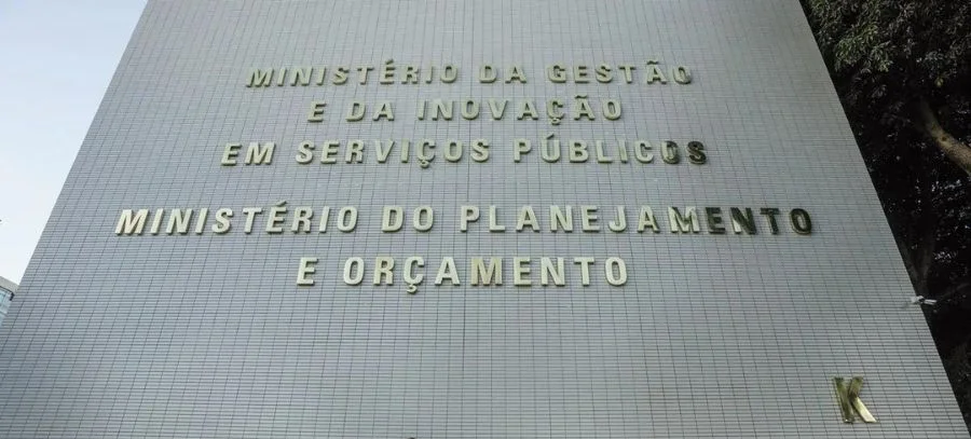 MINISTÉRIO DA GESTÃO
E DA INOVAÇÃO
EM SERVIÇOS PÚBLICOS
MINISTÉRIO DO PLANEJAMENTO
E ORÇAMENTO
K